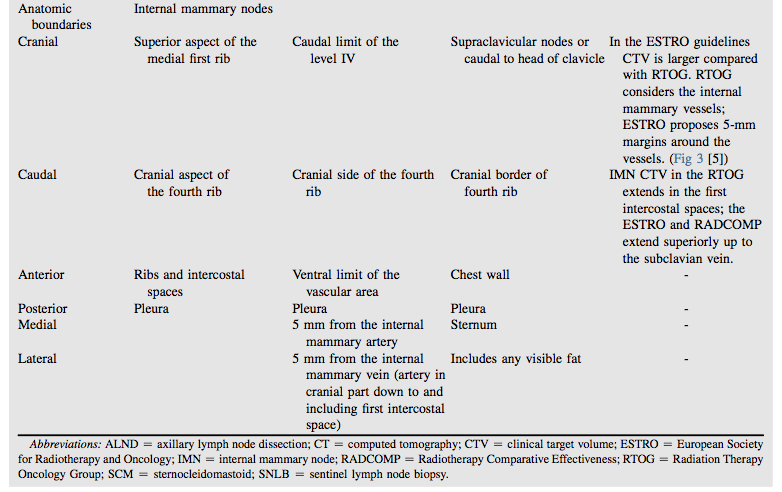 Anatomic boundaries Internal mammary nodes
Cranial Superior aspect of the medial first rib Caudal limit of the level IV Supraclavicular nodes or caudal to head of clavicle In the ESTRO guidelines CTV is larger compared with RTOG. RTOG considers the internal mammary vessels; ESTRO proposes 5-mm margins around the vessels. (Fig 3 [5])
Caudal Cranial aspect of the fourth rib Cranial side of the fourth rib Cranial border of fourth rib IMN CTV in the RTOG extends in the first intercostal spaces; the ESTRO and RADCOMP extend superiorly up to the subclavian vein.
Anterior Ribs and intercostal spaces Ventral limit of the vascular area Chest wall -
Posterior Pleura Pleura Pleura -
Medial 5 mm from the internal mammary artery Sternum -
Lateral 5 mm from the internal mammary vein (artery in cranial part down to and including first intercostal space) Includes any visible fat -
Abbreviations: ALND = axillary lymph node dissection; CT = computed tomography; CTV = clinical target volume; ESTRO = European Society
for Radiotherapy and Oncology; IMN = internal mammary node; RADCOMP = Radiotherapy Comparative Effectiveness; RTOG = Radiation Therapy
Oncology Group; SCM = sternocleidomastoid; SNLB = sentinel lymph node biopsy.